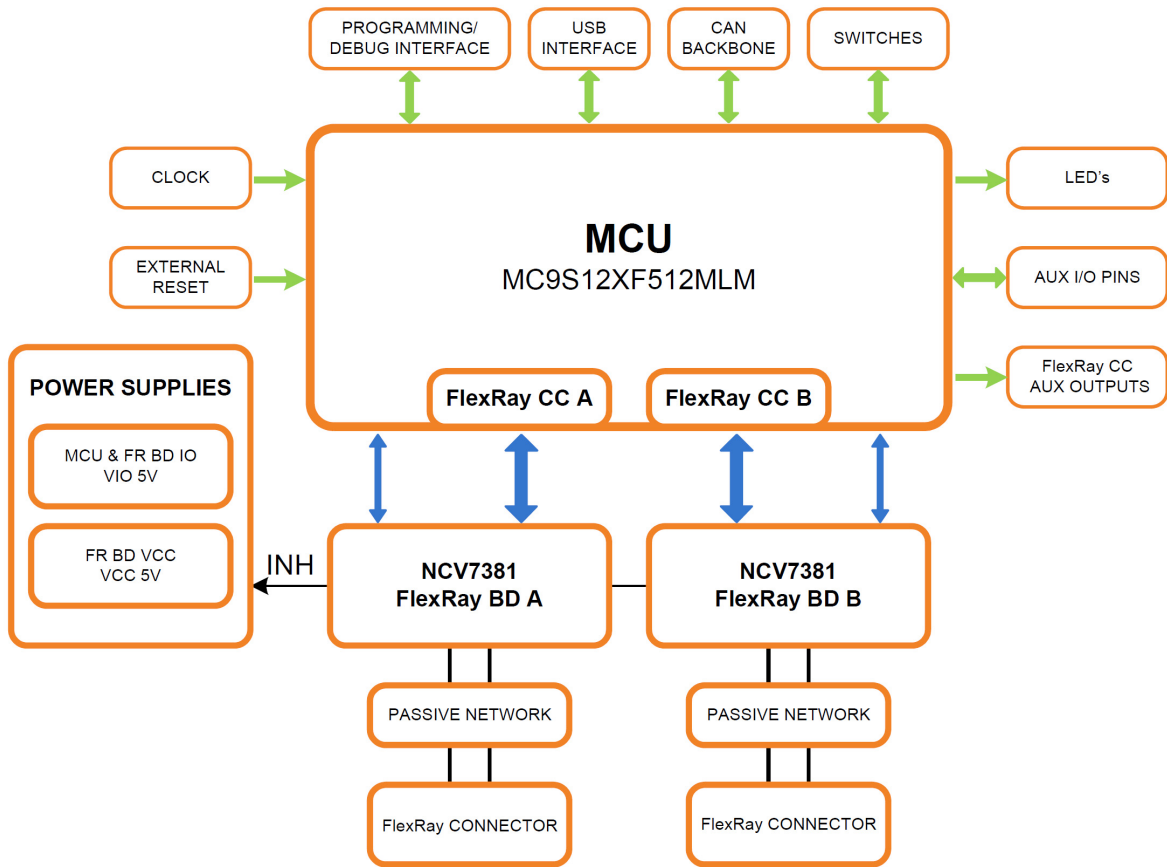 PROGRAMMING/
DEBUG INTERFACE
USB
INTERFACE
CAN
BACKBONE
SWITCHES
CLOCK
EXTERNAL
RESET
MCU
MC9S12XF512MLM
LED's
AUX I/O PINS
FlexRay CC
AUX OUTPUTS
FlexRay CC A
FlexRay CC B
POWER SUPPLIES
MCU & FR BD IO
VIO 5V
FR BD VCC
VCC 5V
INH
NCV7381
FlexRay BD A
NCV7381
FlexRay BD B
PASSIVE NETWORK
PASSIVE NETWORK
FlexRay CONNECTOR
FlexRay CONNECTOR